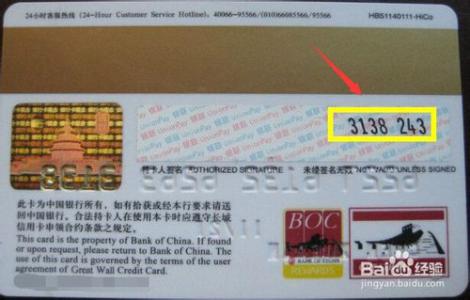 24小时客服热线 (24-Hour Customer Service Hotline), 40066-95566/(010)66085566/95566 HBS1140111-HiCo
3138 243
持卡人签名 AUTHORIZED SIGNATURE 未经签名无效 NOT VALID UNLESS SIGNED
此卡为中国银行所有，如有拾获或经本行要求请送
回中国银行。合法持卡人在使用本卡时应遵守长城
信用卡申领合约条款之规定。
This card is the property of Bank of China. If found
or upon request, please return to Bank of China. The
use of this card is governed by the terms of the user
agreement of Great Wall Credit Card.
BOC
REWARDS
Baidu 经验
jingyan.baidu.com